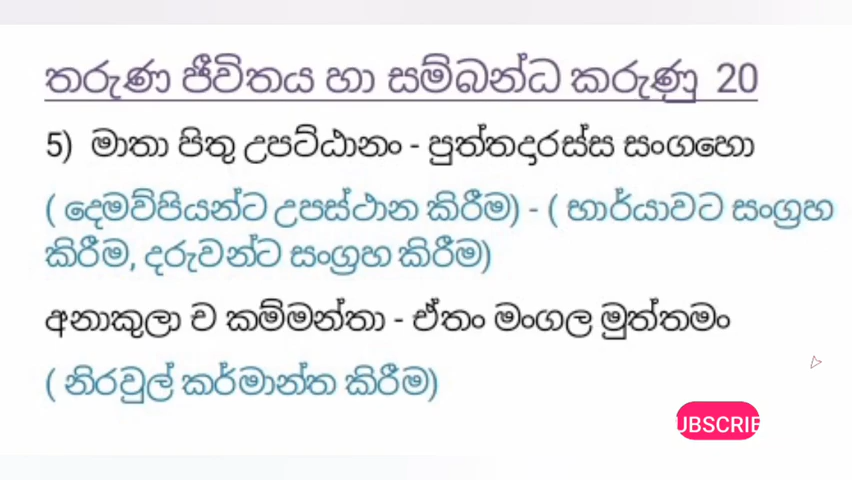 තරුණ ජීවිතය හා සම්බන්ධ කරුණු 20
5) මාතා පිතු උපට්ඨානං - පුත්තදාරස්ස සංගහො
( දෙමව්පියන්ට උපස්ථාන කිරීම) - ( භාර්යාවට සංග්‍රහ
කිරීම, දරුවන්ට සංග්‍රහ කිරීම)
අනාකුලා ච කම්මන්තා - ඒතං මංගල මුත්තමං
( නිරවුල් කර්මාන්ත කිරීම)
UBSCRIE